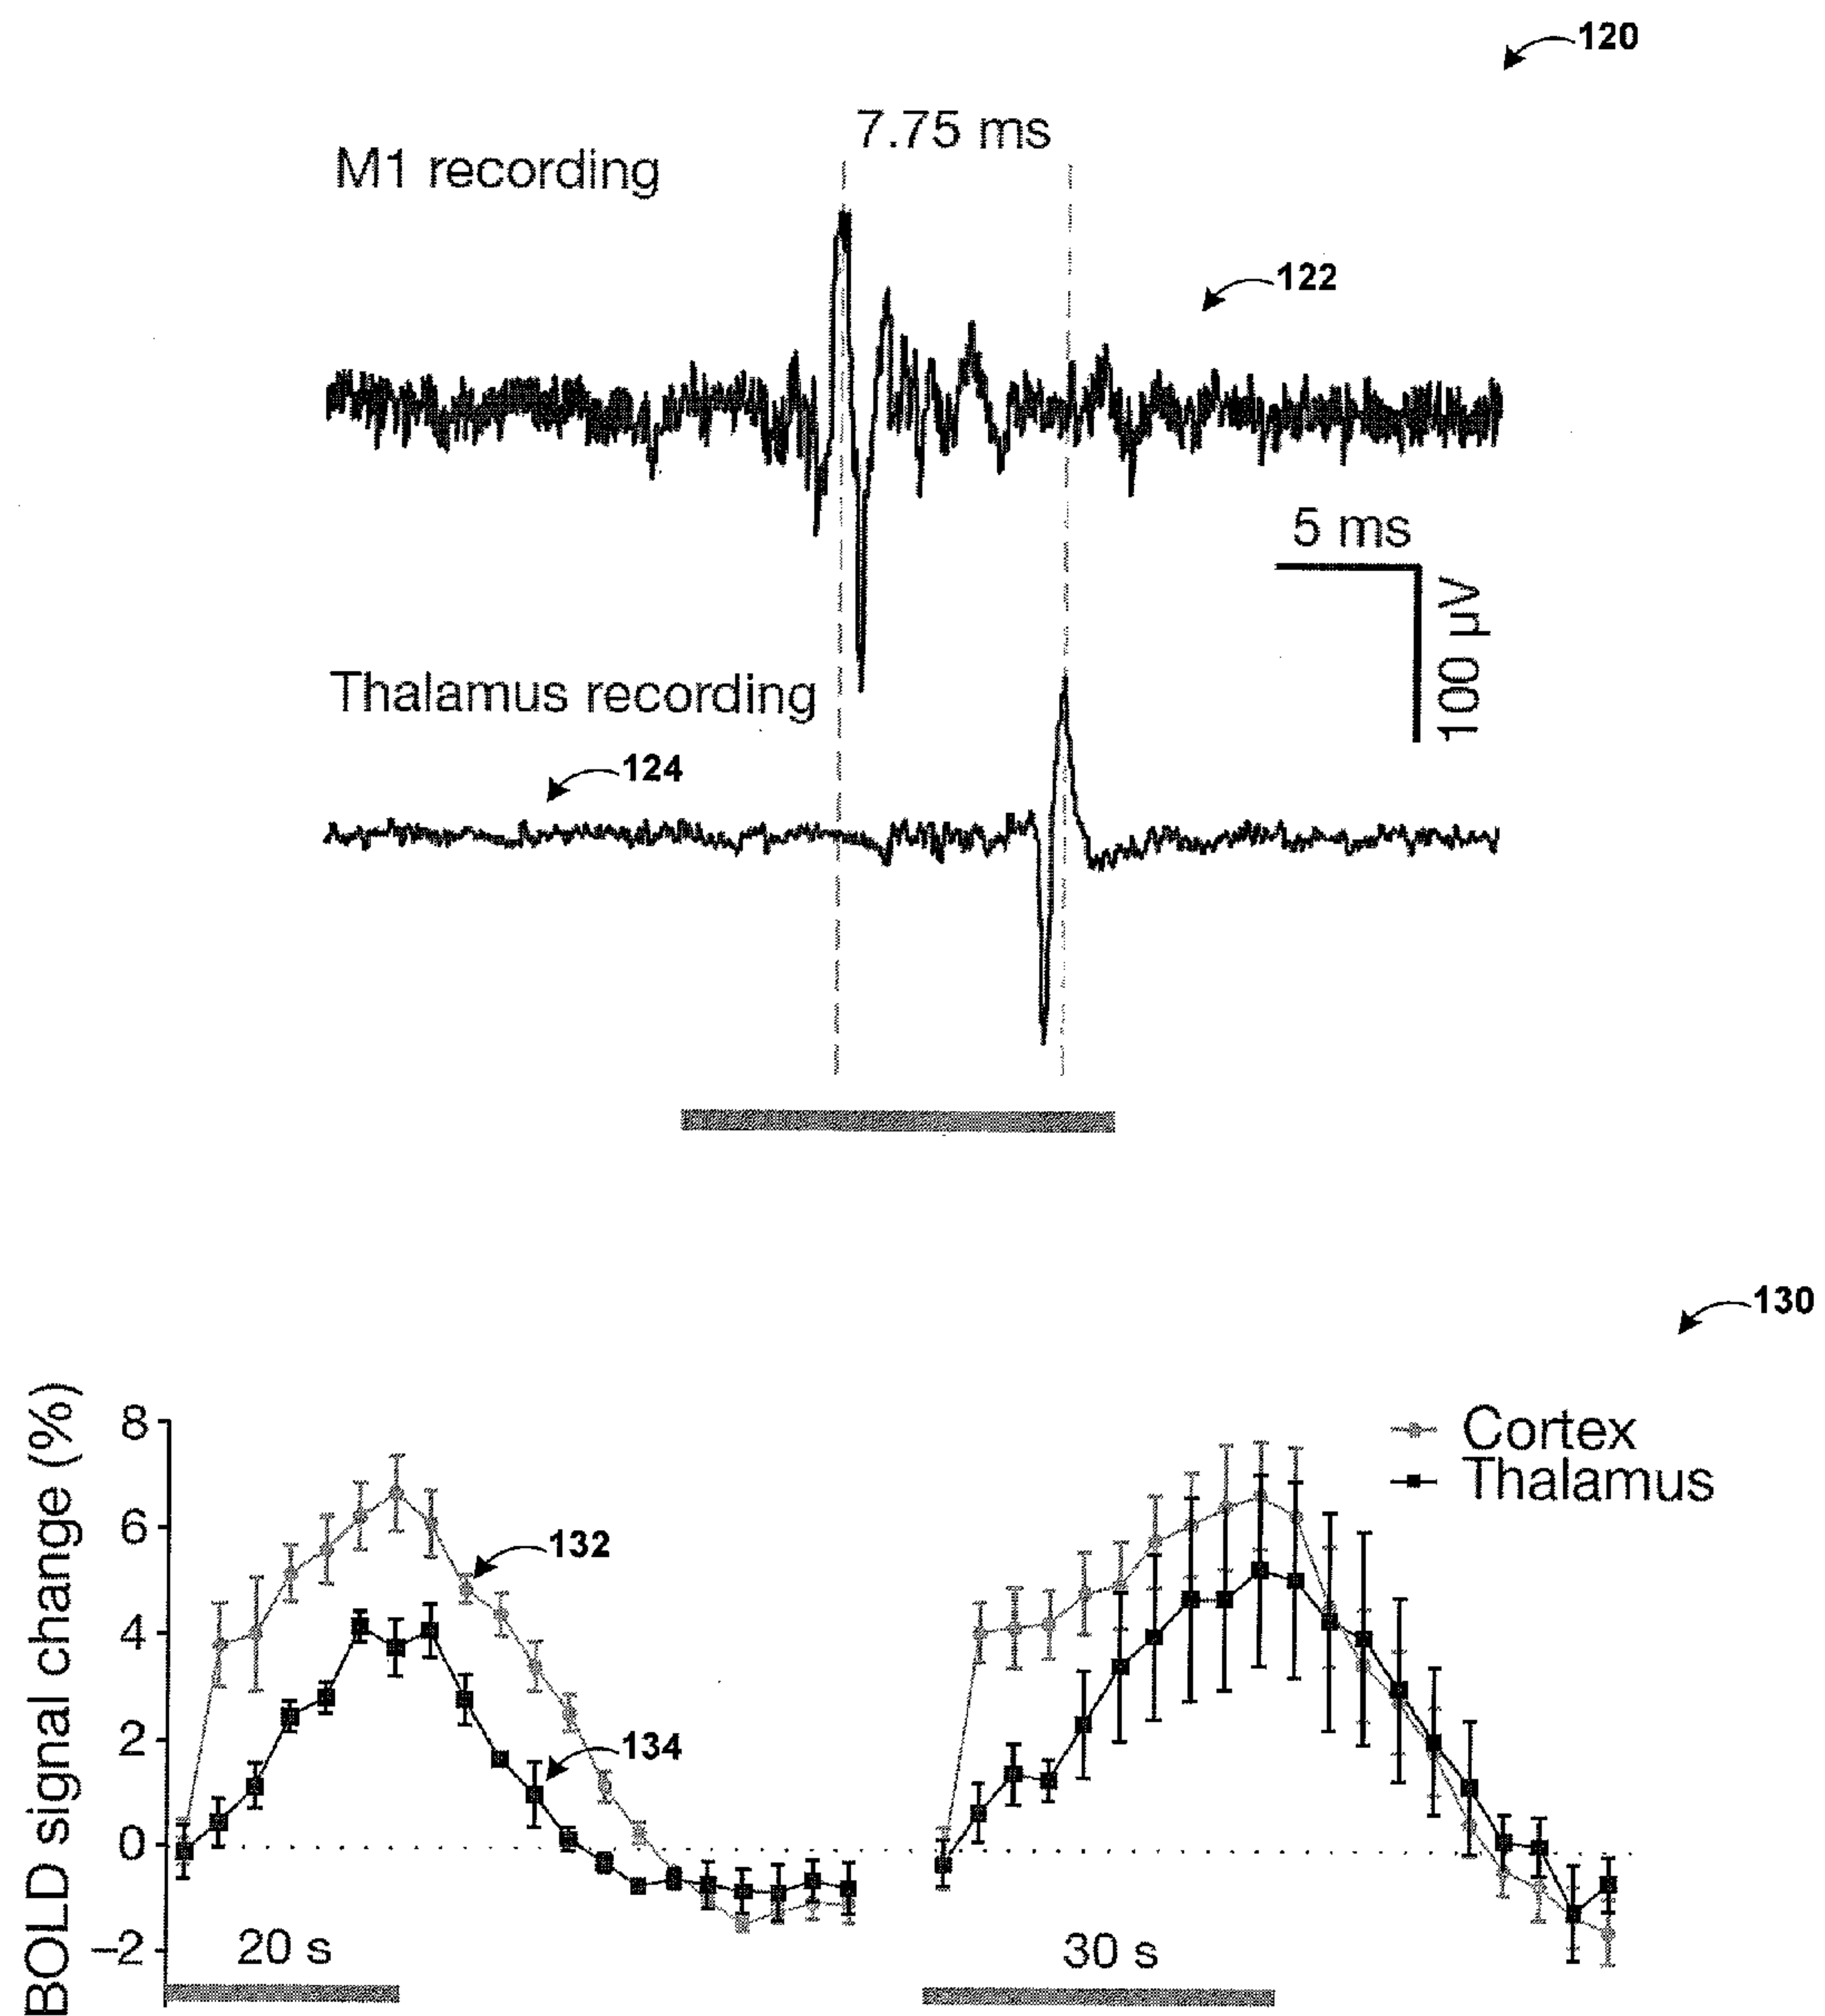 120
7.75 ms
M1 recording
122
5 ms
100 µV
Thalamus recording
124
130
BOLD signal change (%)
8
6
4
2
0
−2
Cortex
Thalamus
132
134
20 s
30 s